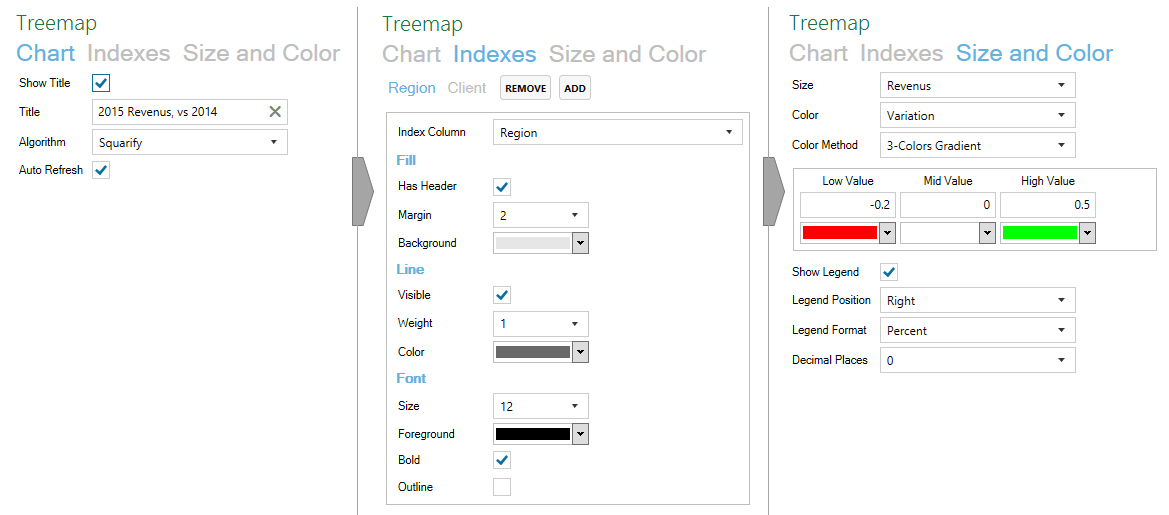 Treemap
Chart Indexes Size and Color
Show Title
Title 2015 Revenus, vs 2014
Algorithm Squarify
Auto Refresh
Treemap
Chart Indexes Size and Color
Region Client REMOVE ADD
Index Column Region
Fill
Has Header
Margin 2
Background
Line
Visible
Weight 1
Color
Font
Size 12
Foreground
Bold
Outline
Treemap
Chart Indexes Size and Color
Size Revenus
Color Variation
Color Method 3-Colors Gradient
Low Value Mid Value High Value
-0.2 0 0.5
Show Legend
Legend Position Right
Legend Format Percent
Decimal Places 0